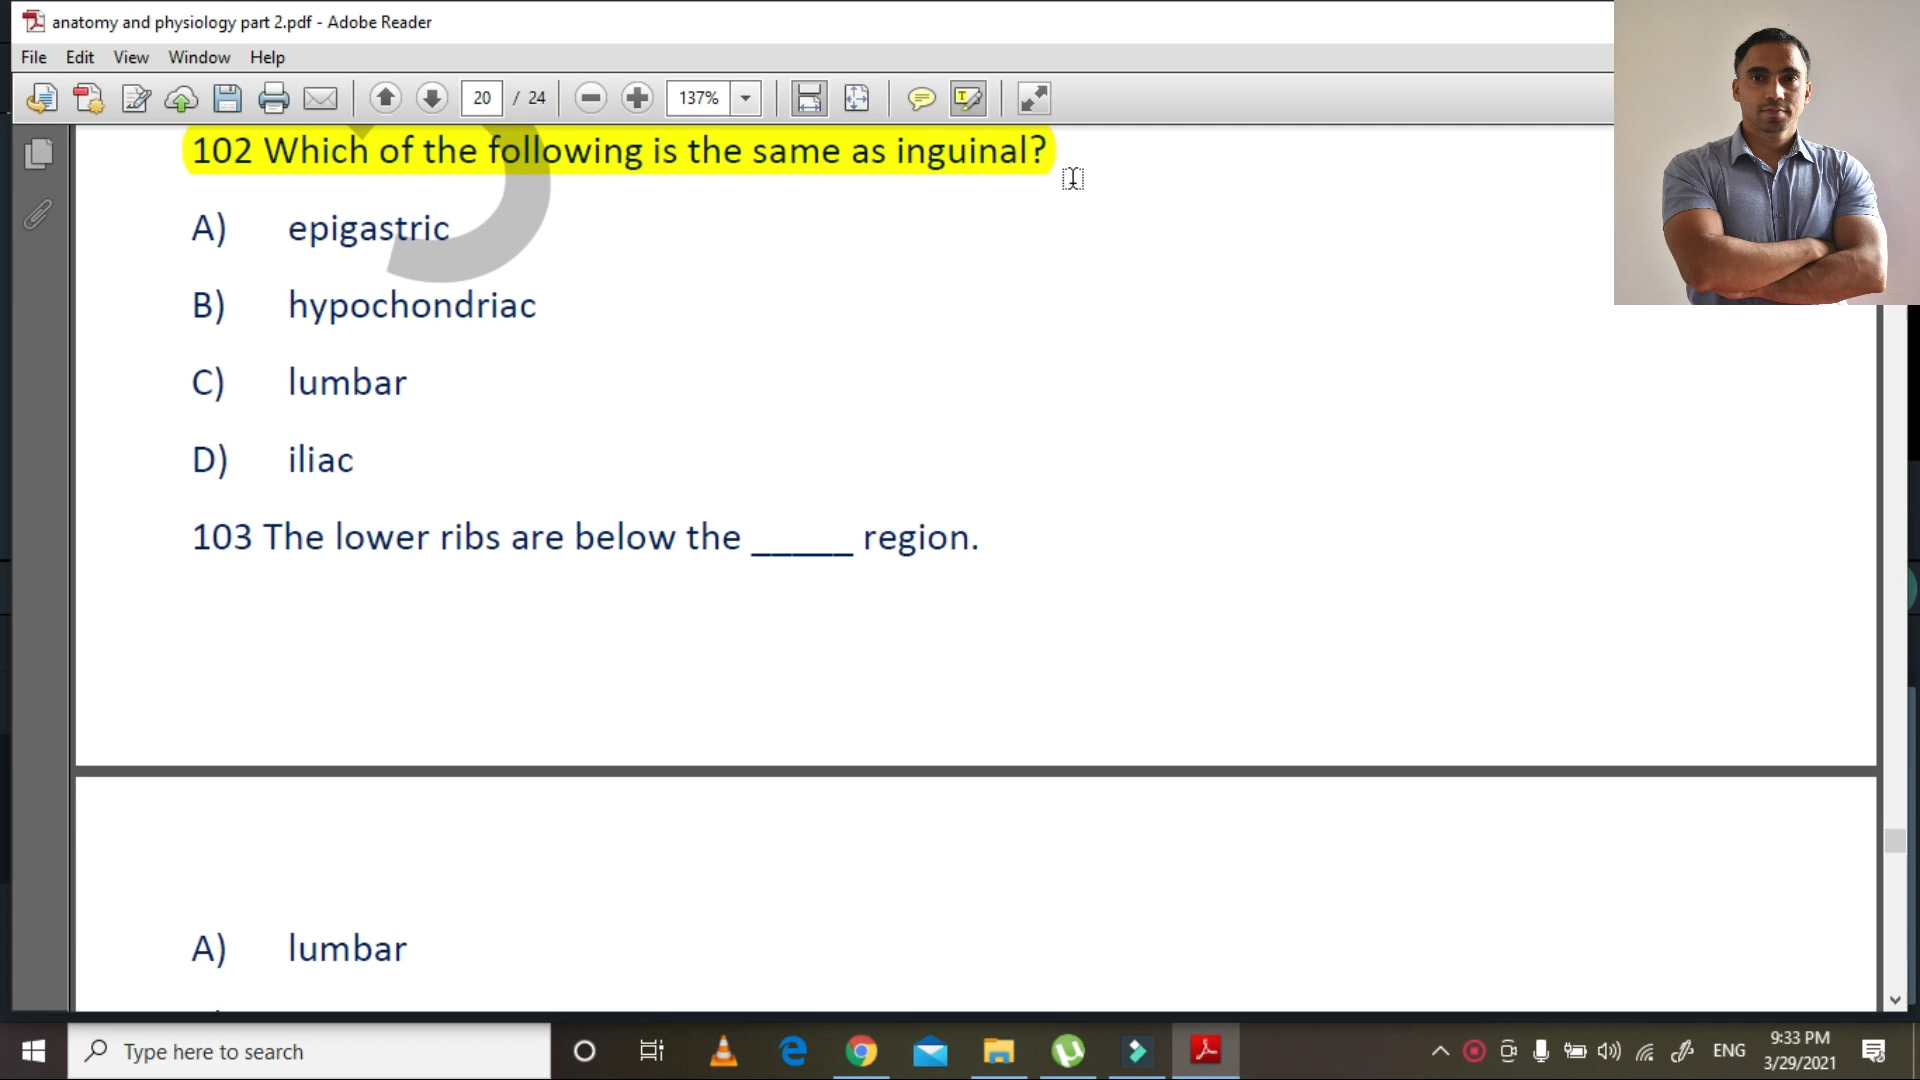 anatomy and physiology part 2.pdf - Adobe Reader
File Edit View Window Help
20 / 24 137%
102 Which of the following is the same as inguinal?
A) epigastric
B) hypochondriac
C) lumbar
D) iliac
103 The lower ribs are below the _____ region.
A) lumbar
Type here to search
ENG
9:33 PM
3/29/2021